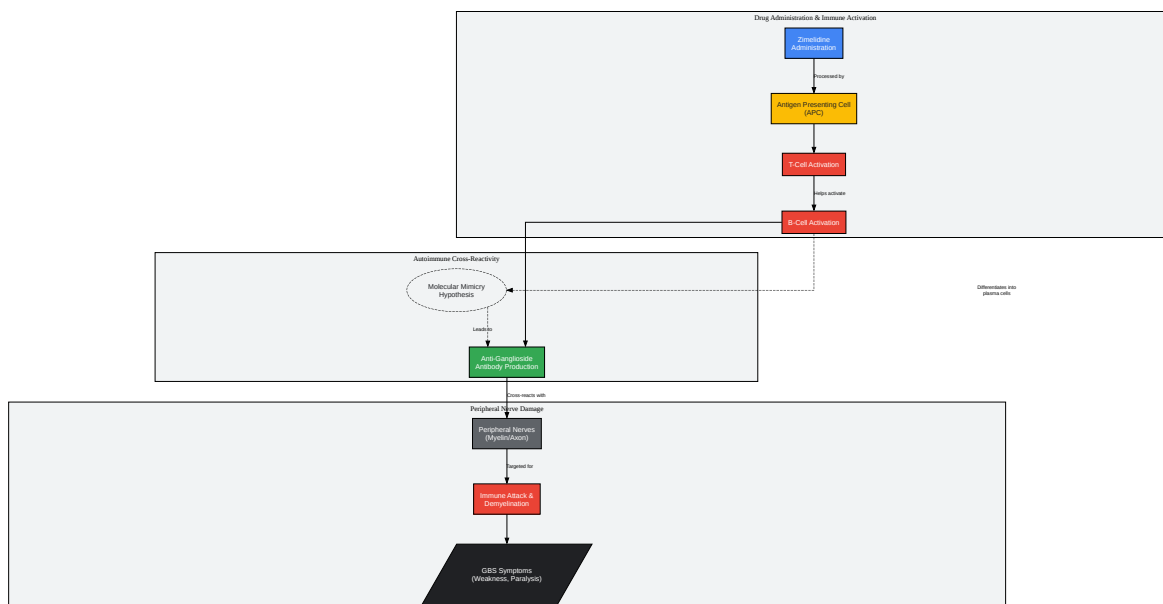 Drug Administration & Immune Activation
Zimelidine
Administration
Processed by
Antigen Presenting Cell
(APC)
T-Cell Activation
Helps activate
B-Cell Activation
Autoimmune Cross-Reactivity
Molecular Mimicry
Hypothesis
Differentiates into
plasma cells
Leads to
Anti-Ganglioside
Antibody Production
Cross-reacts with
Peripheral Nerve Damage
Peripheral Nerves
(Myelin/Axon)
Targeted for
Immune Attack &
Demyelination
GBS Symptoms
(Weakness, Paralysis)